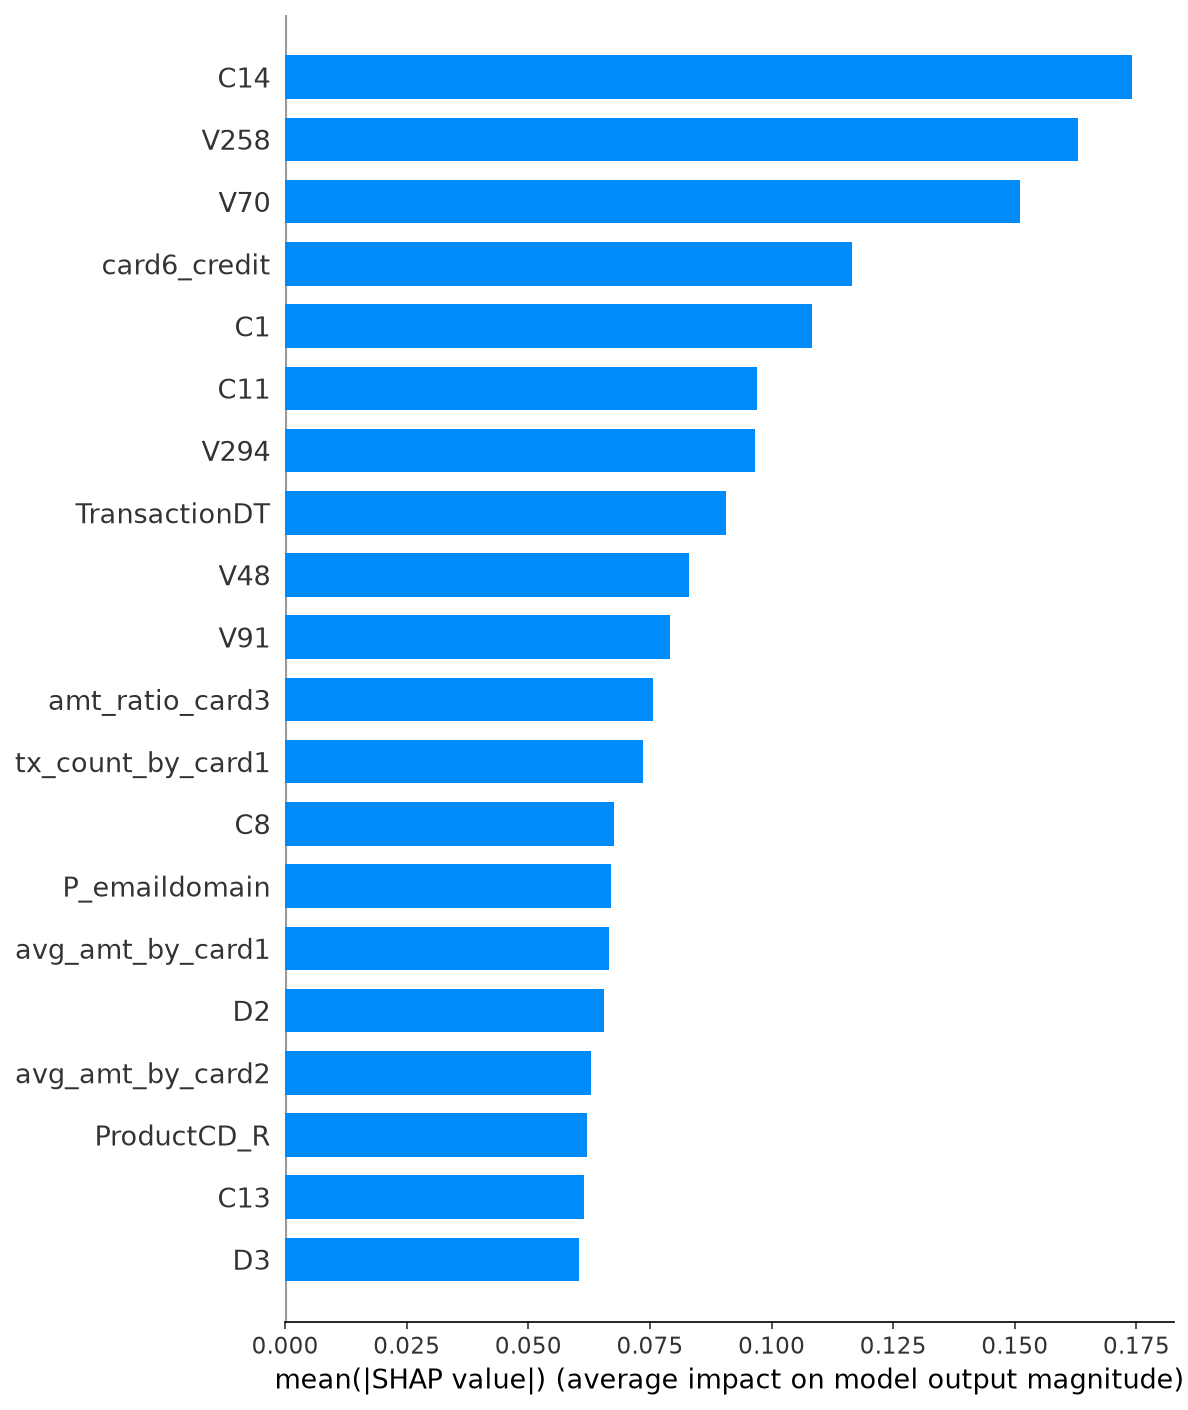 C14
V258
V70
card6_credit
C1
C11
V294
TransactionDT
V48
V91
amt_ratio_card3
tx_count_by_card1
C8
P_emaildomain
avg_amt_by_card1
D2
avg_amt_by_card2
ProductCD_R
C13
D3
0.000 0.025 0.050 0.075 0.100 0.125 0.150 0.175
mean(|SHAP value|) (average impact on model output magnitude)